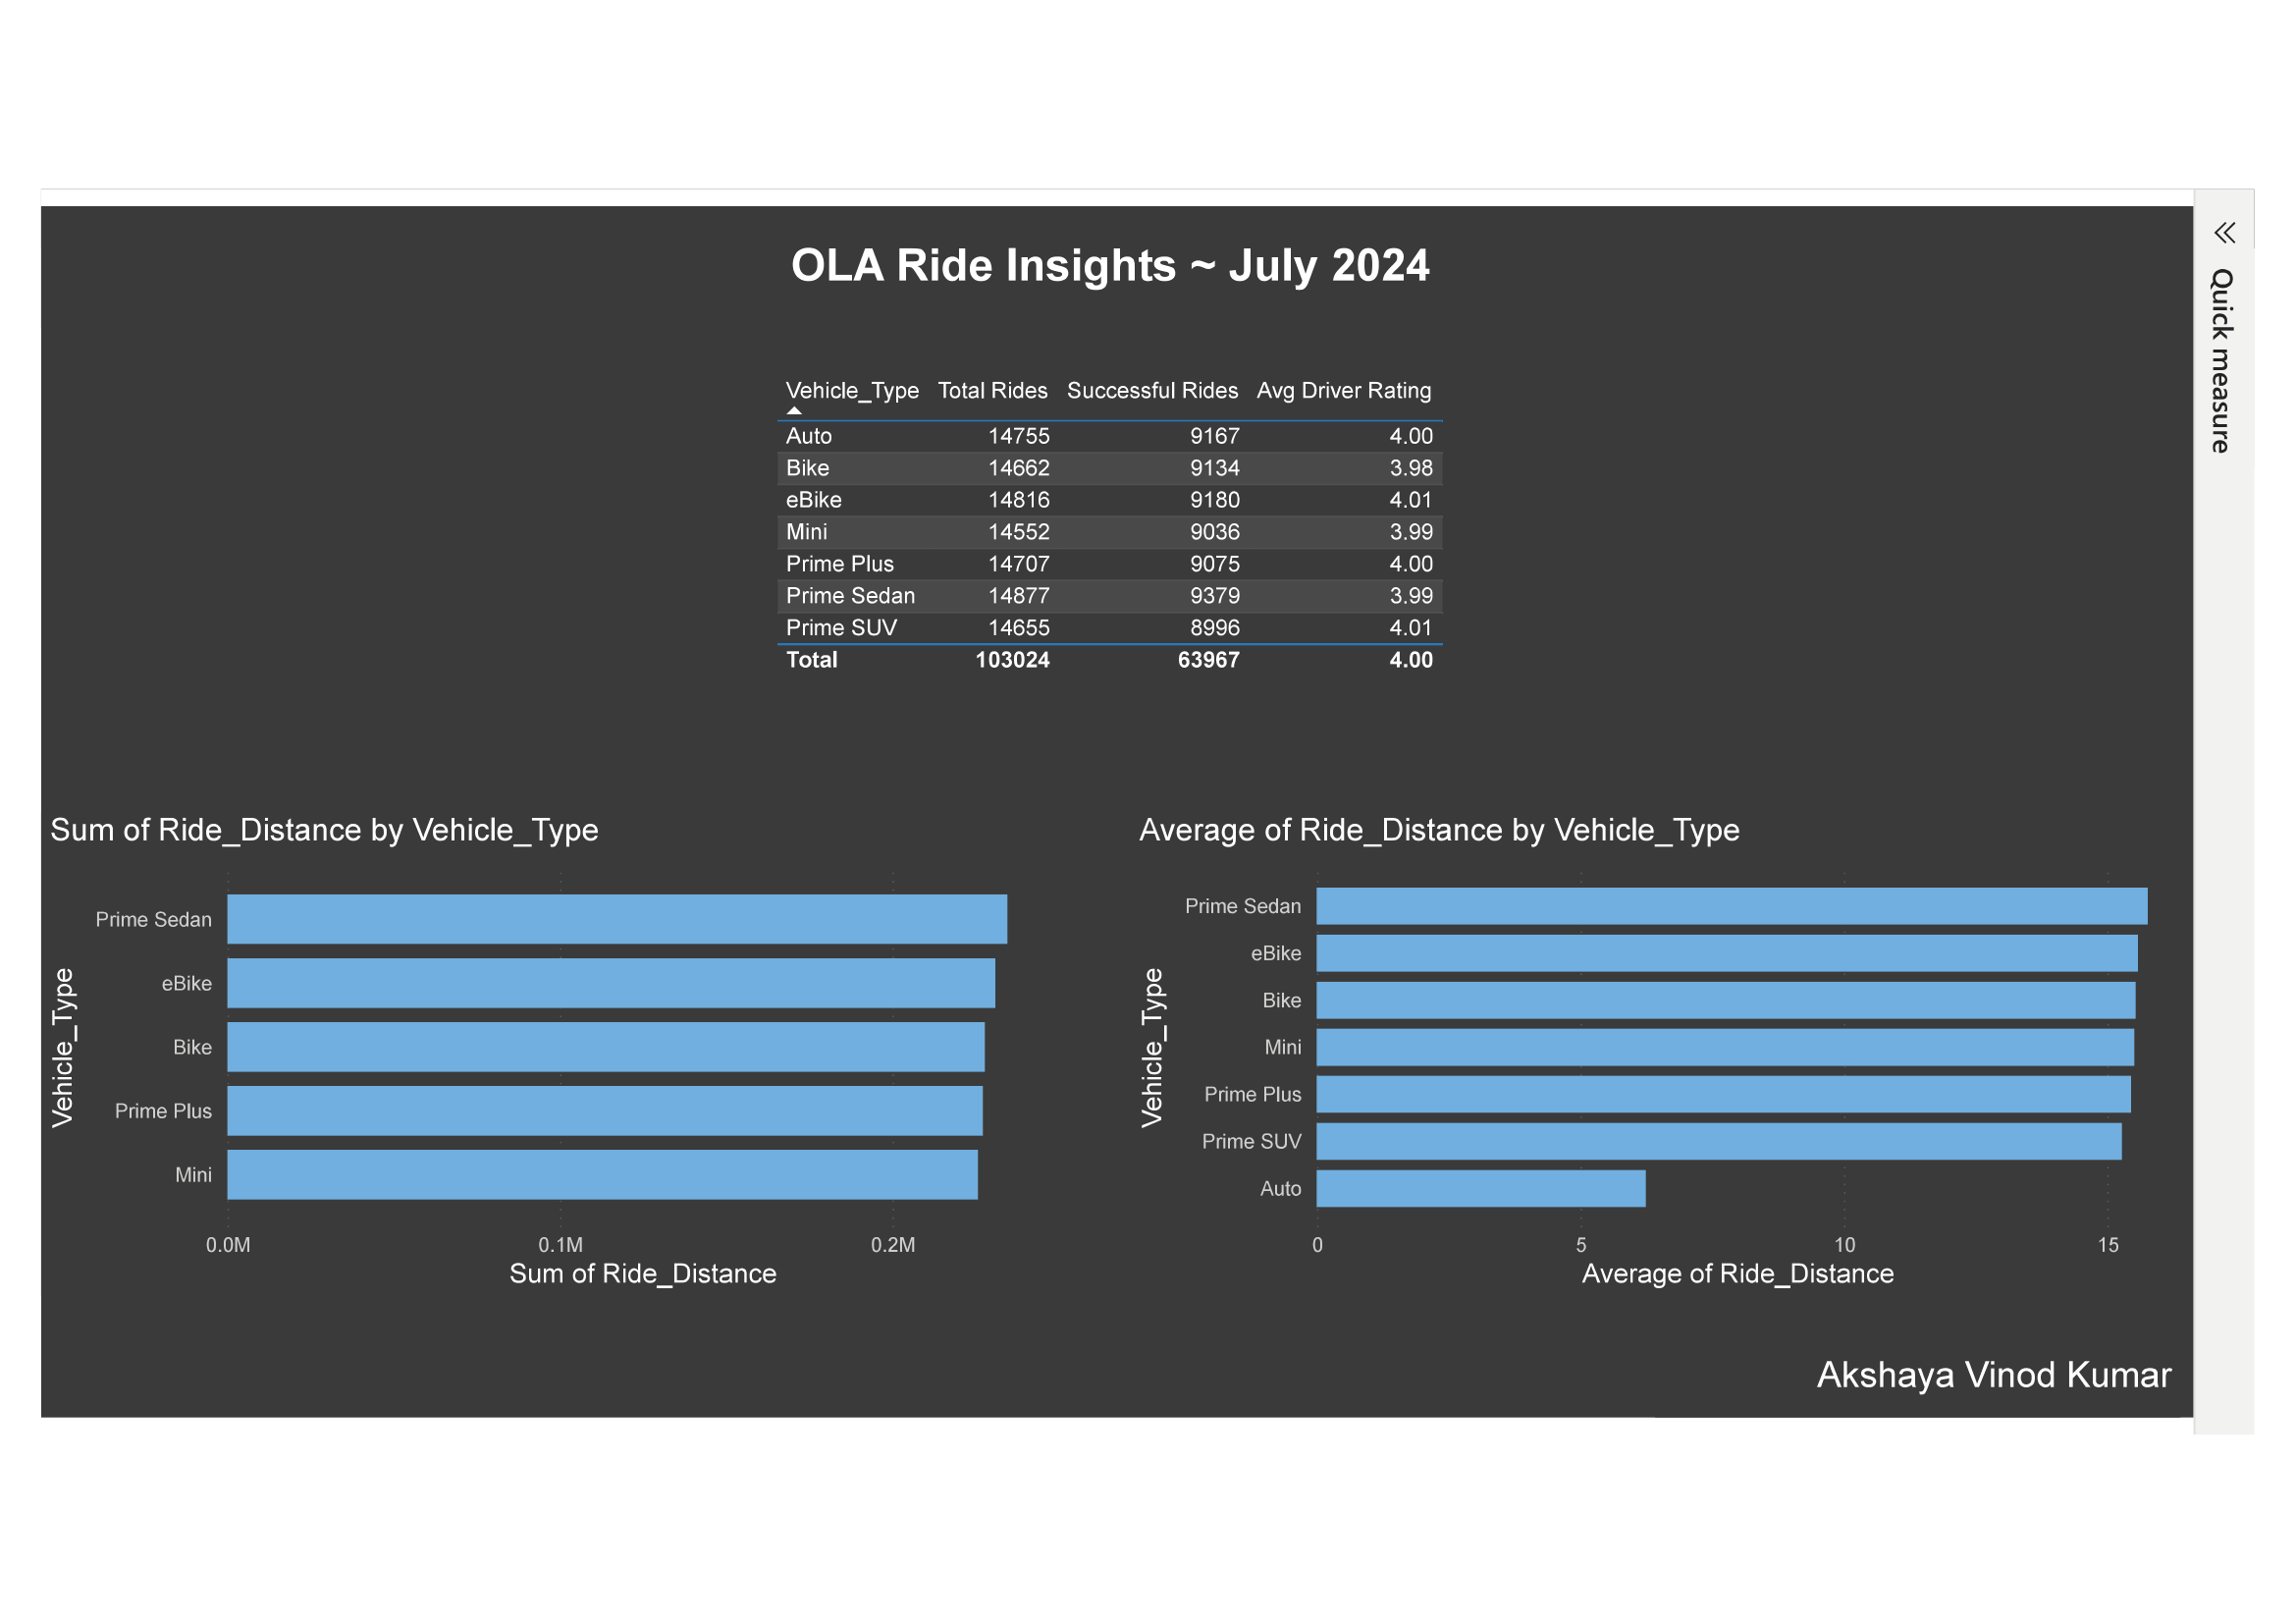 OLA Ride Insights ~ July 2024
Quick measure
Vehicle_Type Total Rides Successful Rides Avg Driver Rating
Auto 14755 9167 4.00
Bike 14662 9134 3.98
eBike 14816 9180 4.01
Mini 14552 9036 3.99
Prime Plus 14707 9075 4.00
Prime Sedan 14877 9379 3.99
Prime SUV 14655 8996 4.01
Total 103024 63967 4.00
Sum of Ride_Distance by Vehicle_Type
Vehicle_Type
Prime Sedan
eBike
Bike
Prime Plus
Mini
0.0M 0.1M 0.2M
Sum of Ride_Distance
Average of Ride_Distance by Vehicle_Type
Vehicle_Type
Prime Sedan
eBike
Bike
Mini
Prime Plus
Prime SUV
Auto
0 5 10 15
Average of Ride_Distance
Akshaya Vinod Kumar